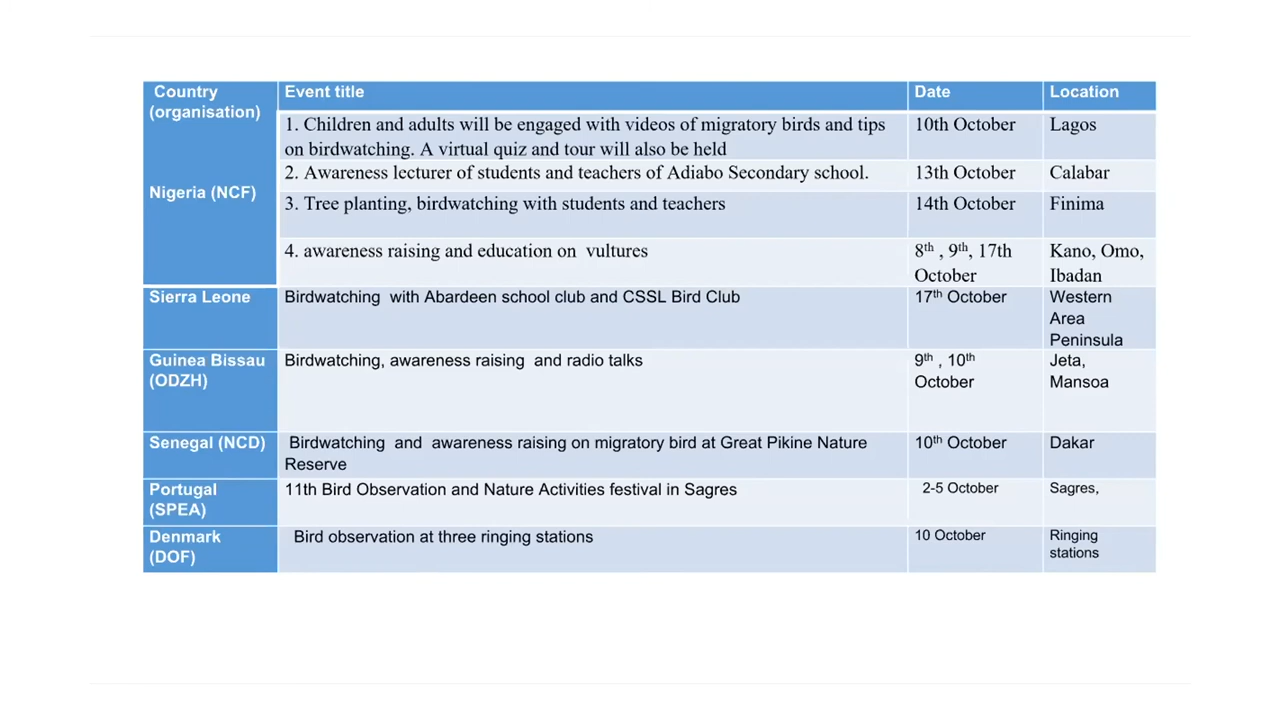 Country (organisation) Event title Date Location
Nigeria (NCF)
1. Children and adults will be engaged with videos of migratory birds and tips
on birdwatching. A virtual quiz and tour will also be held
10th October
Lagos
2. Awareness lecturer of students and teachers of Adiabo Secondary school.
13th October
Calabar
3. Tree planting, birdwatching with students and teachers
14th October
Finima
4. awareness raising and education on vultures
8th , 9th, 17th
October
Kano, Omo,
Ibadan
Sierra Leone
Birdwatching with Abardeen school club and CSSL Bird Club
17th October
Western
Area
Peninsula
Guinea Bissau
(ODZH)
Birdwatching, awareness raising and radio talks
9th , 10th
October
Jeta,
Mansoa
Senegal (NCD)
Birdwatching and awareness raising on migratory bird at Great Pikine Nature
Reserve
10th October
Dakar
Portugal
(SPEA)
11th Bird Observation and Nature Activities festival in Sagres
2-5 October
Sagres,
Denmark
(DOF)
Bird observation at three ringing stations
10 October
Ringing
stations